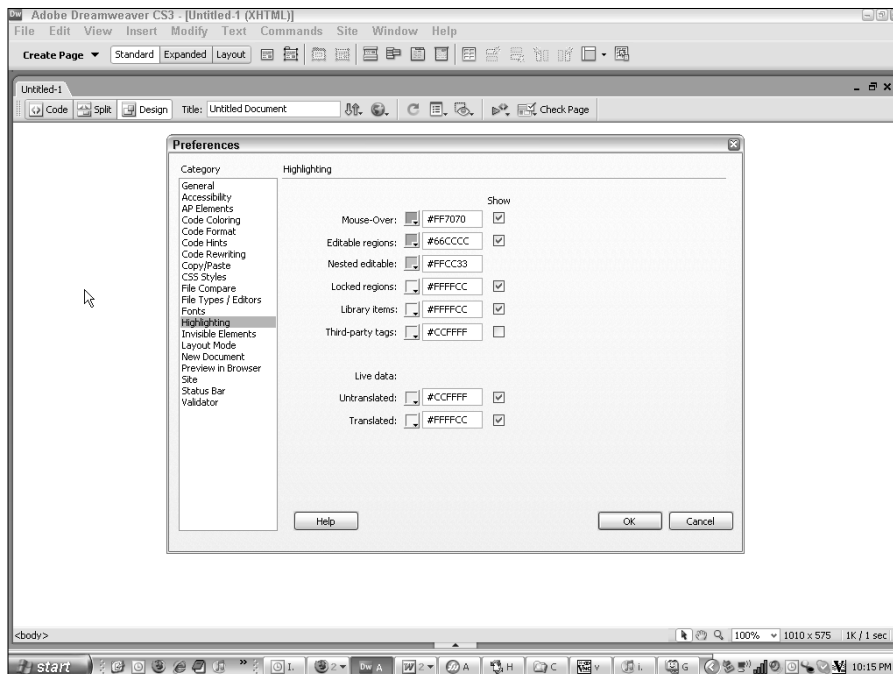 Dw Adobe Dreamweaver CS3 - [Untitled-1 (XHTML)]
File Edit View Insert Modify Text Commands Site Window Help
Create Page Standard Expanded Layout
Untitled-1
Code Split Design Title: Untitled Document Check Page
Preferences
Category Highlighting
General
Accessibility
AP Elements
Code Coloring
Code Format
Code Hints
Code Rewriting
Copy/Paste
CSS Styles
File Compare
File Types / Editors
Fonts
Highlighting
Invisible Elements
Layout Mode
New Document
Preview in Browser
Site
Status Bar
Validator
Show
Mouse-Over: #FF7070
Editable regions: #66CCCC
Nested editable: #FFCC33
Locked regions: #FFFFCC
Library items: #FFFFCC
Third-party tags: #CCFFFF
Live data:
Untranslated: #CCFFFF
Translated: #FFFFCC
Help OK Cancel
<body> 100% 1010 x 575 1K / 1 sec
start I. 2 Dw A W 2 A H C v i. G 10:15 PM